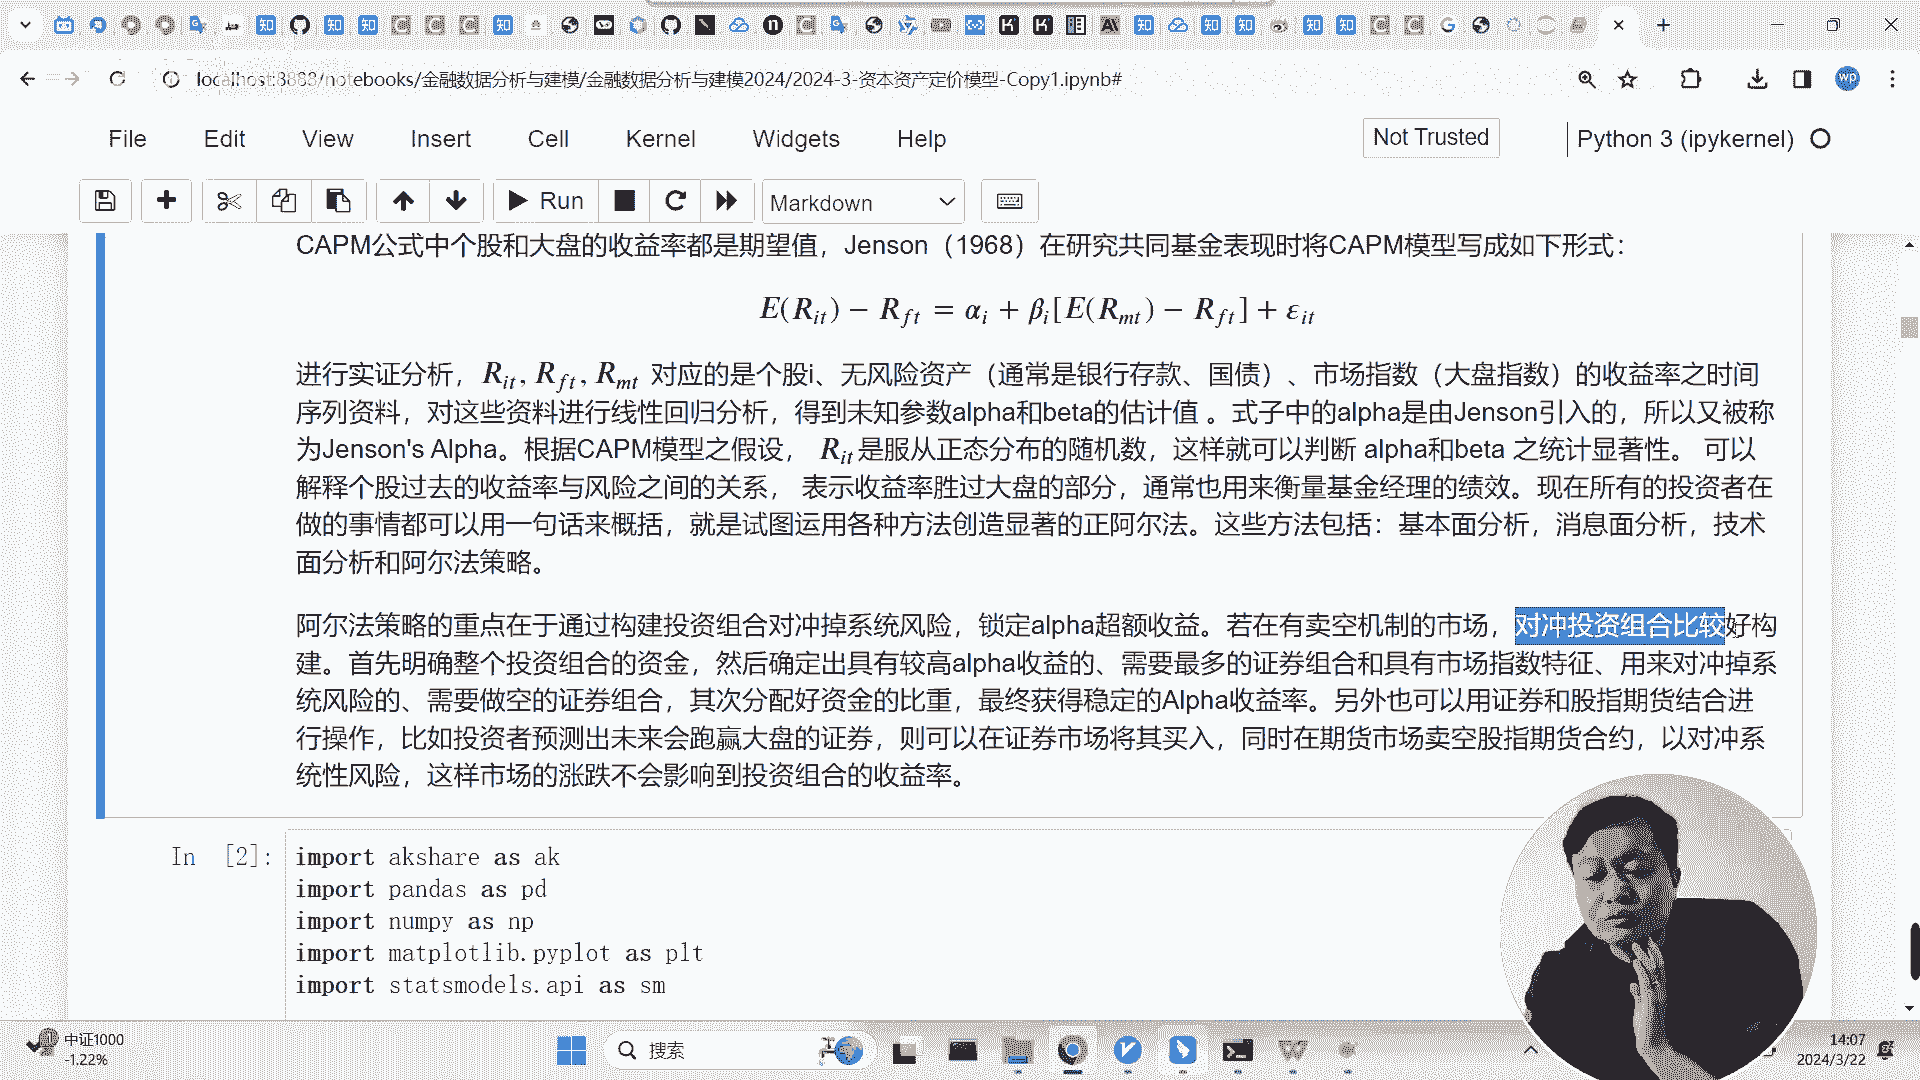 localhost:8888/notebooks/金融数据分析与建模/金融数据分析与建模2024/2024-3-资本资产定价模型-Copy1.ipynb#
wp
File Edit View Insert Cell Kernel Widgets Help
Not Trusted
Python 3 (ipykernel)
Run
Markdown
CAPM公式中个股和大盘的收益率都是期望值，Jenson（1968）在研究共同基金表现时将CAPM模型写成如下形式：
E(R_it) − R_ft = α_i + β_i[E(R_mt) − R_ft] + ε_it
进行实证分析， R_it, R_ft, R_mt 对应的是个股i、无风险资产（通常是银行存款、国债）、市场指数（大盘指数）的收益率之时间
序列资料，对这些资料进行线性回归分析，得到未知参数alpha和beta的估计值 。式子中的alpha是由Jenson引入的，所以又被称
为Jenson's Alpha。根据CAPM模型之假设， R_it是服从正态分布的随机数，这样就可以判断 alpha和beta 之统计显著性。 可以
解释个股过去的收益率与风险之间的关系， 表示收益率胜过大盘的部分，通常也用来衡量基金经理的绩效。现在所有的投资者在
做的事情都可以用一句话来概括，就是试图运用各种方法创造显著的正阿尔法。这些方法包括：基本面分析，消息面分析，技术
面分析和阿尔法策略。
阿尔法策略的重点在于通过构建投资组合对冲掉系统风险，锁定alpha超额收益。若在有卖空机制的市场，对冲投资组合比较好构
建。首先明确整个投资组合的资金，然后确定出具有较高alpha收益的、需要最多的证券组合和具有市场指数特征、用来对冲掉系
统风险的、需要做空的证券组合，其次分配好资金的比重，最终获得稳定的Alpha收益率。另外也可以用证券和股指期货结合进
行操作，比如投资者预测出未来会跑赢大盘的证券，则可以在证券市场将其买入，同时在期货市场卖空股指期货合约，以对冲系
统性风险，这样市场的涨跌不会影响到投资组合的收益率。
In [2]:
import akshare as ak
import pandas as pd
import numpy as np
import matplotlib.pyplot as plt
import statsmodels.api as sm
中证1000
-1.22%
搜索
14:07
2024/3/22